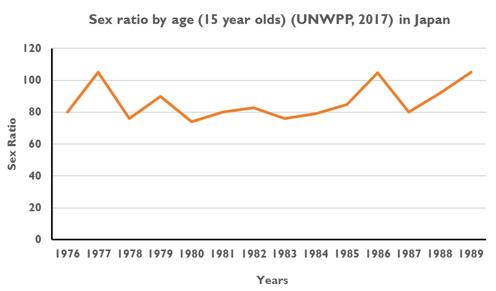 Sex ratio by age (15 year olds) (UNWPP, 2017) in Japan
120
100
80
60
40
20
0
Sex Ratio
1976 1977 1978 1979 1980 1981 1982 1983 1984 1985 1986 1987 1988 1989
Years